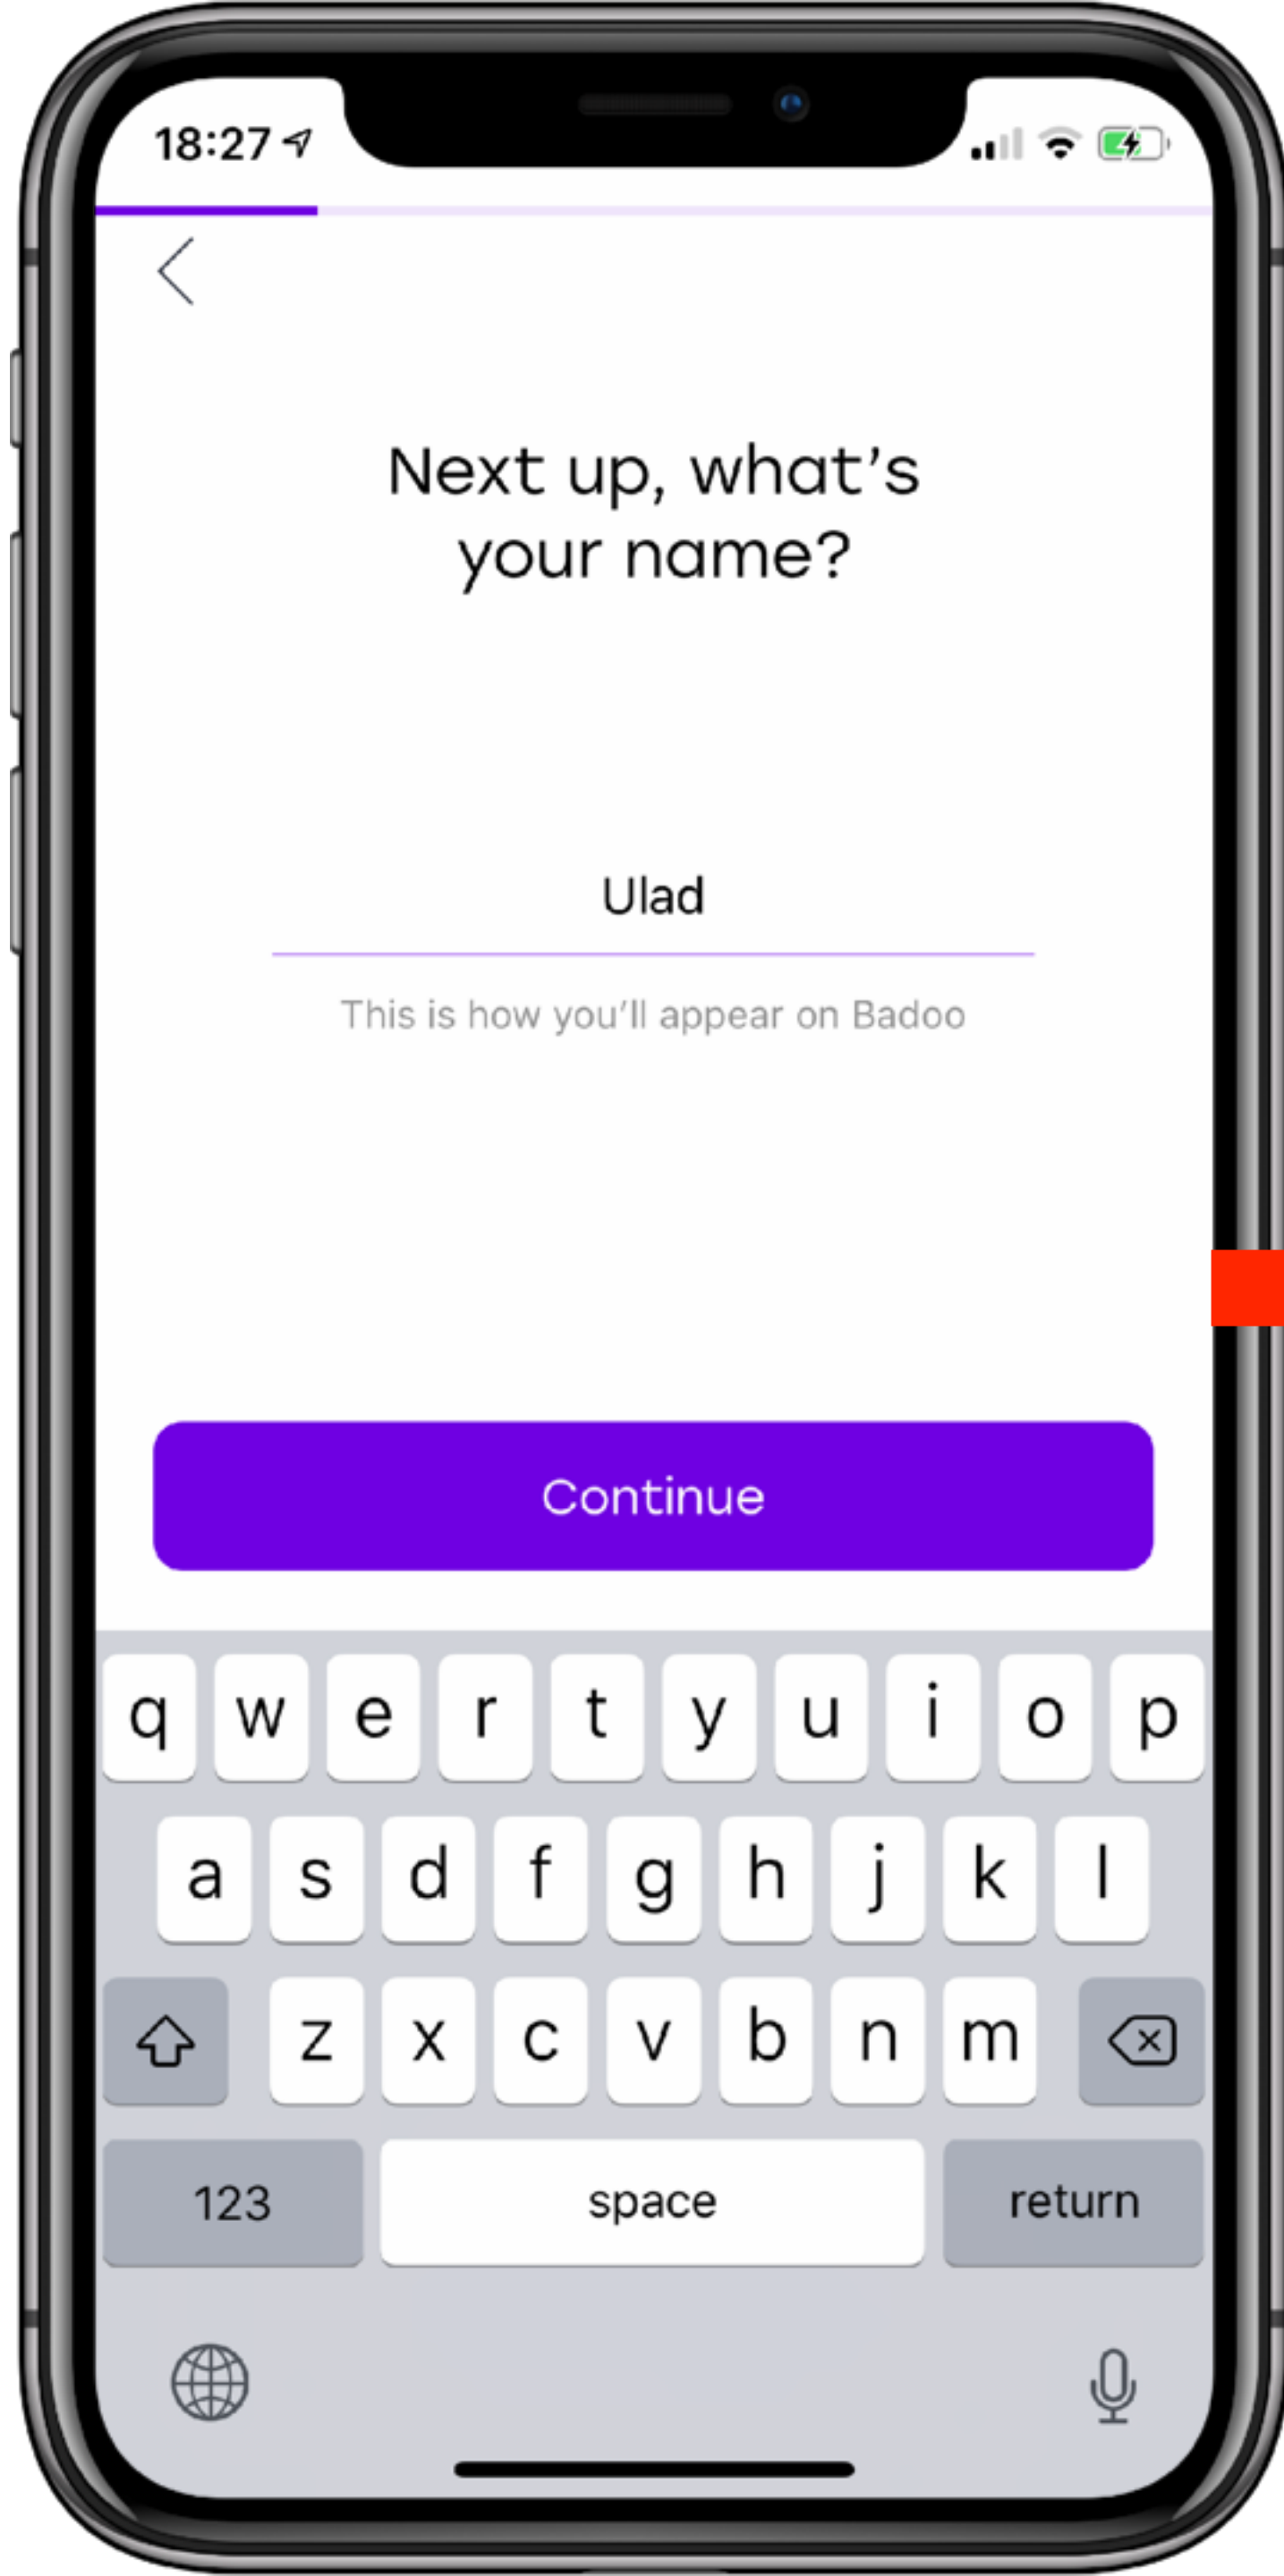 18:27
Next up, what's
your name?
Ulad
This is how you'll appear on Badoo
Continue
q w e r t y u i o p
a s d f g h j k l
z x c v b n m
123 space return